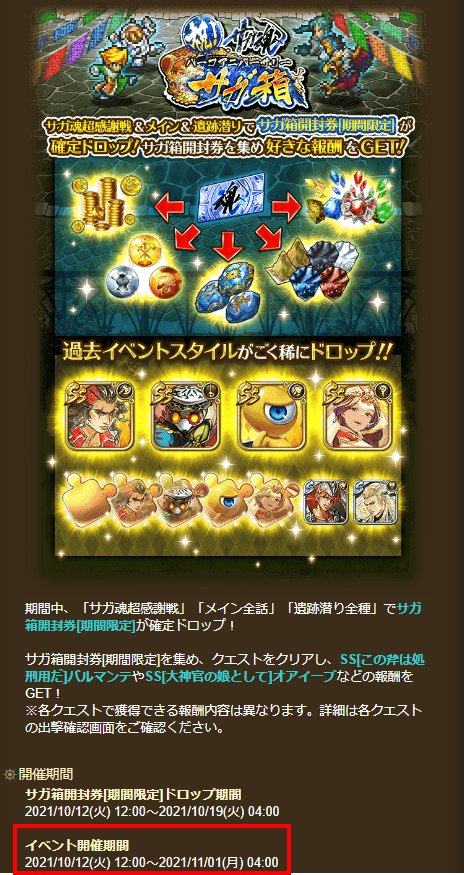 祝!サガ魂
ハーフアニバーサリー
サガ箱
サガ魂超感謝戦&メイン&遺跡潜りでサガ箱開封券[期間限定]が
確定ドロップ!サガ箱開封券を集め好きな報酬をGET!
魂
過去イベントスタイルがごく稀にドロップ!!
SS SS SS SS
期間中、「サガ魂超感謝戦」「メイン全話」「遺跡潜り全種」でサガ
箱開封券[期間限定]が確定ドロップ！
サガ箱開封券[期間限定]を集め、クエストをクリアし、SS[この斧は処
刑用だ]バルマンテやSS[大神官の娘として]オアイーブなどの報酬を
GET！
※各クエストで獲得できる報酬内容は異なります。詳細は各クエスト
の出撃確認画面をご確認ください。
開催期間
サガ箱開封券[期間限定]ドロップ期間
2021/10/12(火) 12:00～2021/10/19(火) 04:00
イベント開催期間
2021/10/12(火) 12:00～2021/11/01(月) 04:00